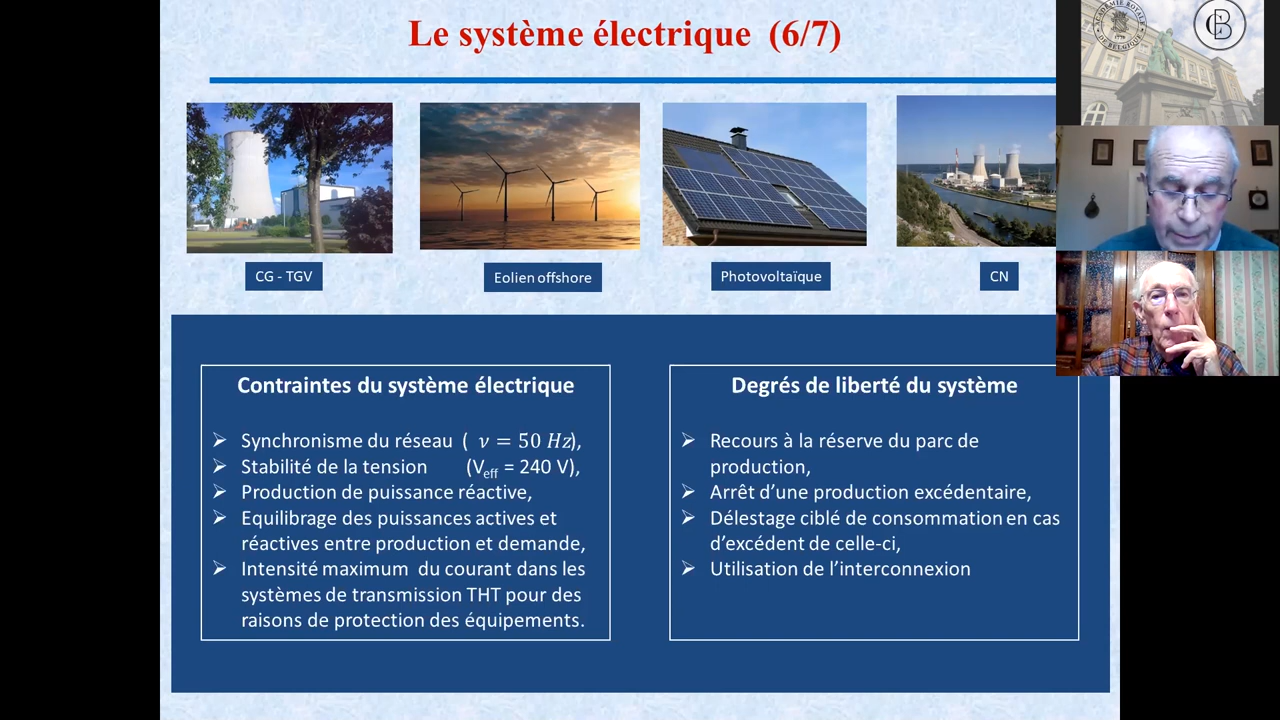 Le système électrique (6/7)
ACADÉMIE ROYALE
DE BELGIQUE
CG - TGV
Eolien offshore
Photovoltaïque
CN
Contraintes du système électrique
➢ Synchronisme du réseau ( ν = 50 Hz),
➢ Stabilité de la tension (Veff = 240 V),
➢ Production de puissance réactive,
➢ Equilibrage des puissances actives et
réactives entre production et demande,
➢ Intensité maximum du courant dans les
systèmes de transmission THT pour des
raisons de protection des équipements.
Degrés de liberté du système
➢ Recours à la réserve du parc de
production,
➢ Arrêt d’une production excédentaire,
➢ Délestage ciblé de consommation en cas
d’excédent de celle-ci,
➢ Utilisation de l’interconnexion